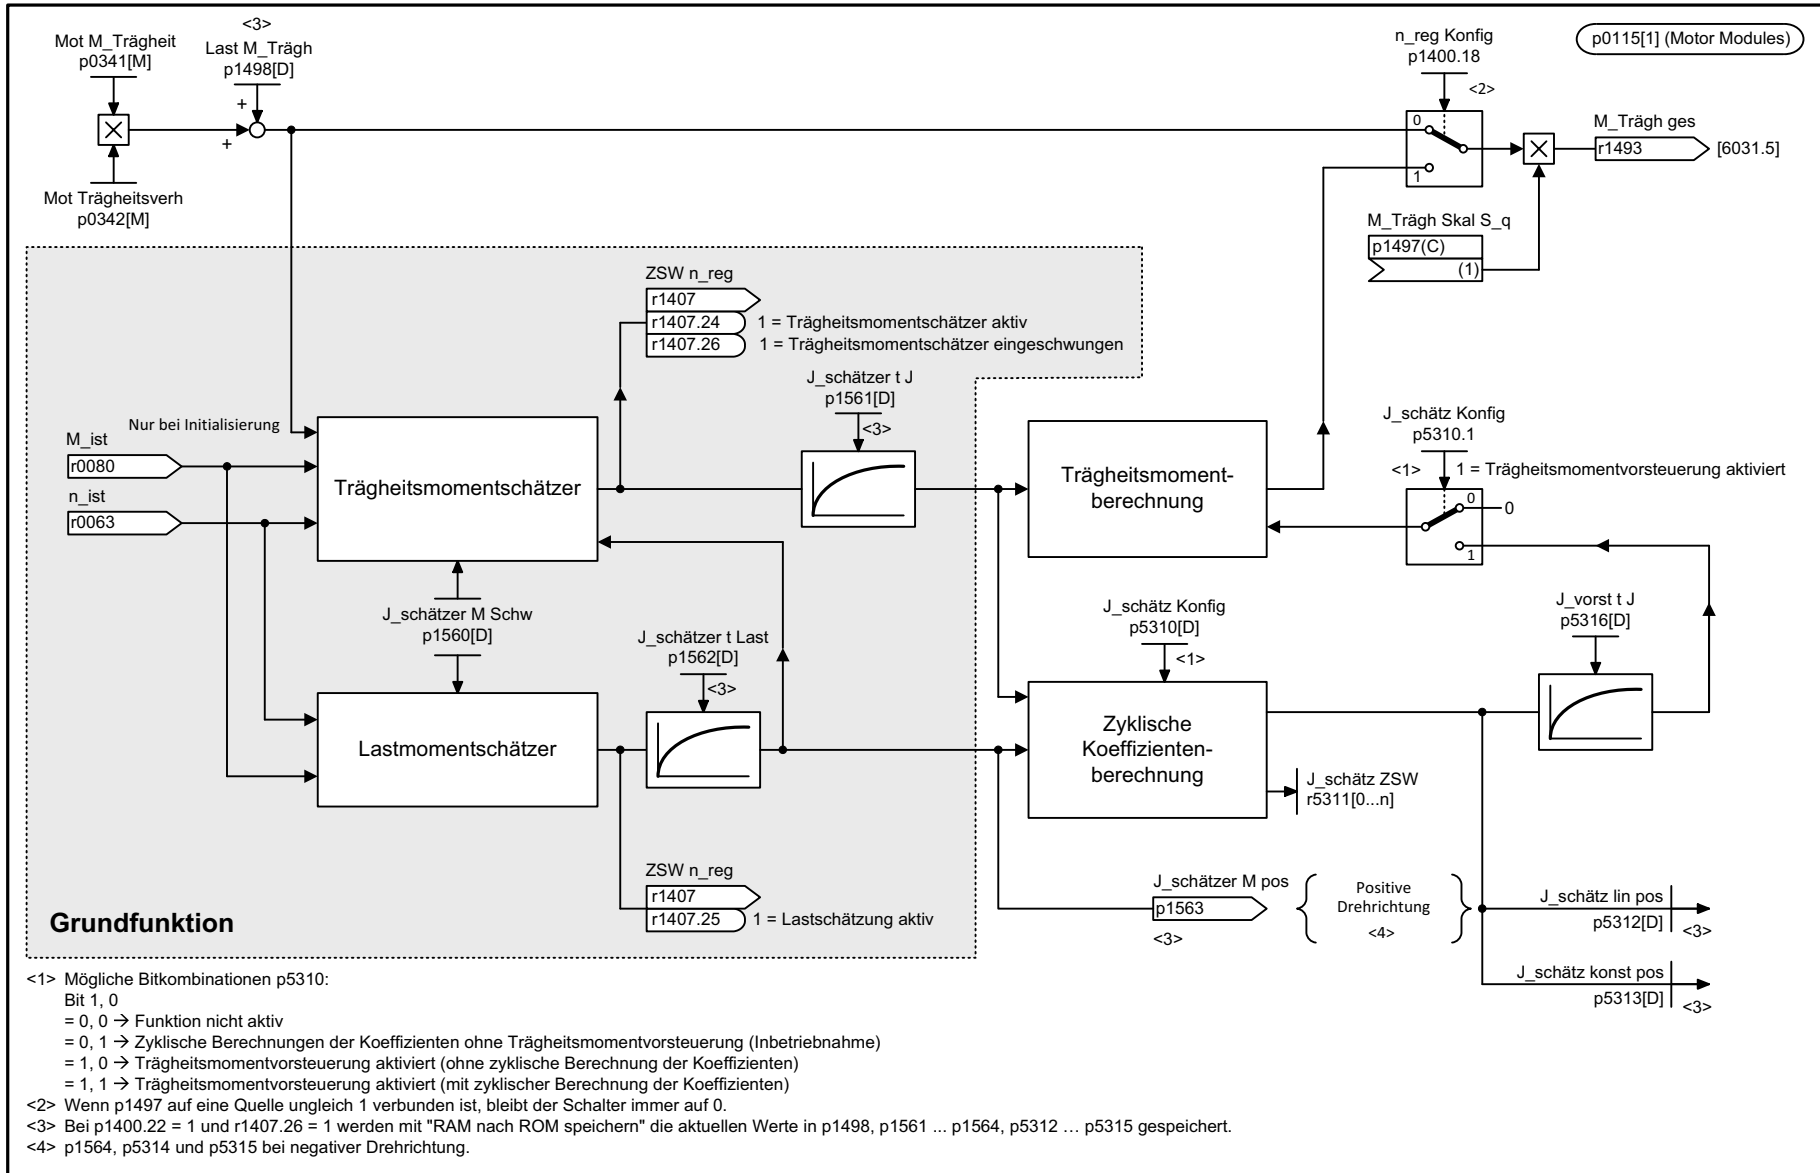 <3>
Mot M_Trägheit
p0341[M]
Last M_Trägh
p1498[D]
n_reg Konfig
p1400.18
p0115[1] (Motor Modules)
<2>
+
+
0
1
M_Trägh ges
r1493
[6031.5]
Mot Trägheitsverh
p0342[M]
M_Trägh Skal S_q
p1497(C)
(1)
ZSW n_reg
r1407
r1407.24
1 = Trägheitsmomentschätzer aktiv
r1407.26
1 = Trägheitsmomentschätzer eingeschwungen
J_schätzer t J
p1561[D]
<3>
Nur bei Initialisierung
M_ist
r0080
n_ist
r0063
Trägheitsmomentschätzer
Trägheitsmoment-
berechnung
J_schätz Konfig
p5310.1
<1>
1 = Trägheitsmomentvorsteuerung aktiviert
0
0
1
J_schätzer M Schw
p1560[D]
J_schätzer t Last
p1562[D]
<3>
J_schätz Konfig
p5310[D]
<1>
J_vorst t J
p5316[D]
Lastmomentschätzer
Zyklische
Koeffizienten-
berechnung
J_schätz ZSW
r5311[0...n]
ZSW n_reg
r1407
r1407.25
1 = Lastschätzung aktiv
J_schätzer M pos
p1563
<3>
Positive
Drehrichtung
<4>
J_schätz lin pos
p5312[D]
<3>
J_schätz konst pos
p5313[D]
<3>
Grundfunktion
<1> Mögliche Bitkombinationen p5310:
Bit 1, 0
= 0, 0 → Funktion nicht aktiv
= 0, 1 → Zyklische Berechnungen der Koeffizienten ohne Trägheitsmomentvorsteuerung (Inbetriebnahme)
= 1, 0 → Trägheitsmomentvorsteuerung aktiviert (ohne zyklische Berechnung der Koeffizienten)
= 1, 1 → Trägheitsmomentvorsteuerung aktiviert (mit zyklischer Berechnung der Koeffizienten)
<2> Wenn p1497 auf eine Quelle ungleich 1 verbunden ist, bleibt der Schalter immer auf 0.
<3> Bei p1400.22 = 1 und r1407.26 = 1 werden mit "RAM nach ROM speichern" die aktuellen Werte in p1498, p1561 ... p1564, p5312 … p5315 gespeichert.
<4> p1564, p5314 und p5315 bei negativer Drehrichtung.